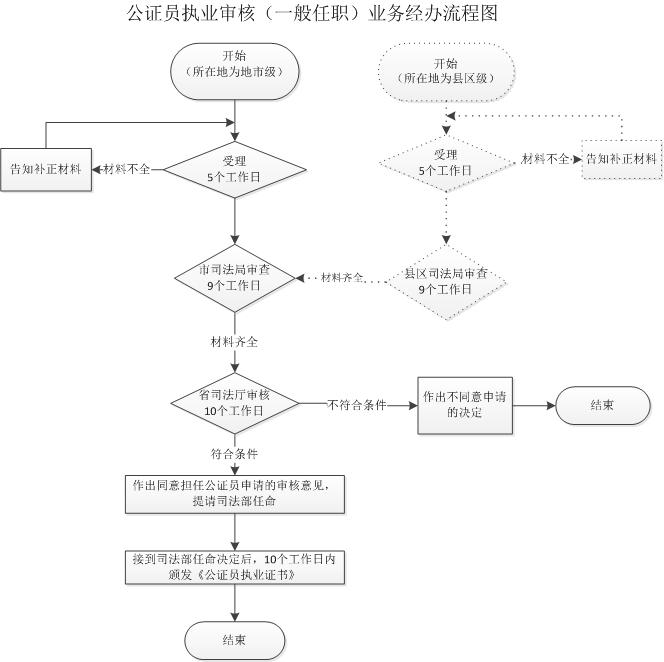 公证员执业审核（一般任职）业务经办流程图
开始
（所在地为地市级）
开始
（所在地为县区级）
告知补正材料
材料不全
受理
5个工作日
受理
5个工作日
材料不全
告知补正材料
市司法局审查
9个工作日
材料齐全
县区司法局审查
9个工作日
材料齐全
省司法厅审核
10个工作日
不符合条件
作出不同意申请
的决定
结束
符合条件
作出同意担任公证员申请的审核意见，
提请司法部任命
接到司法部任命决定后，10个工作日内
颁发《公证员执业证书》
结束